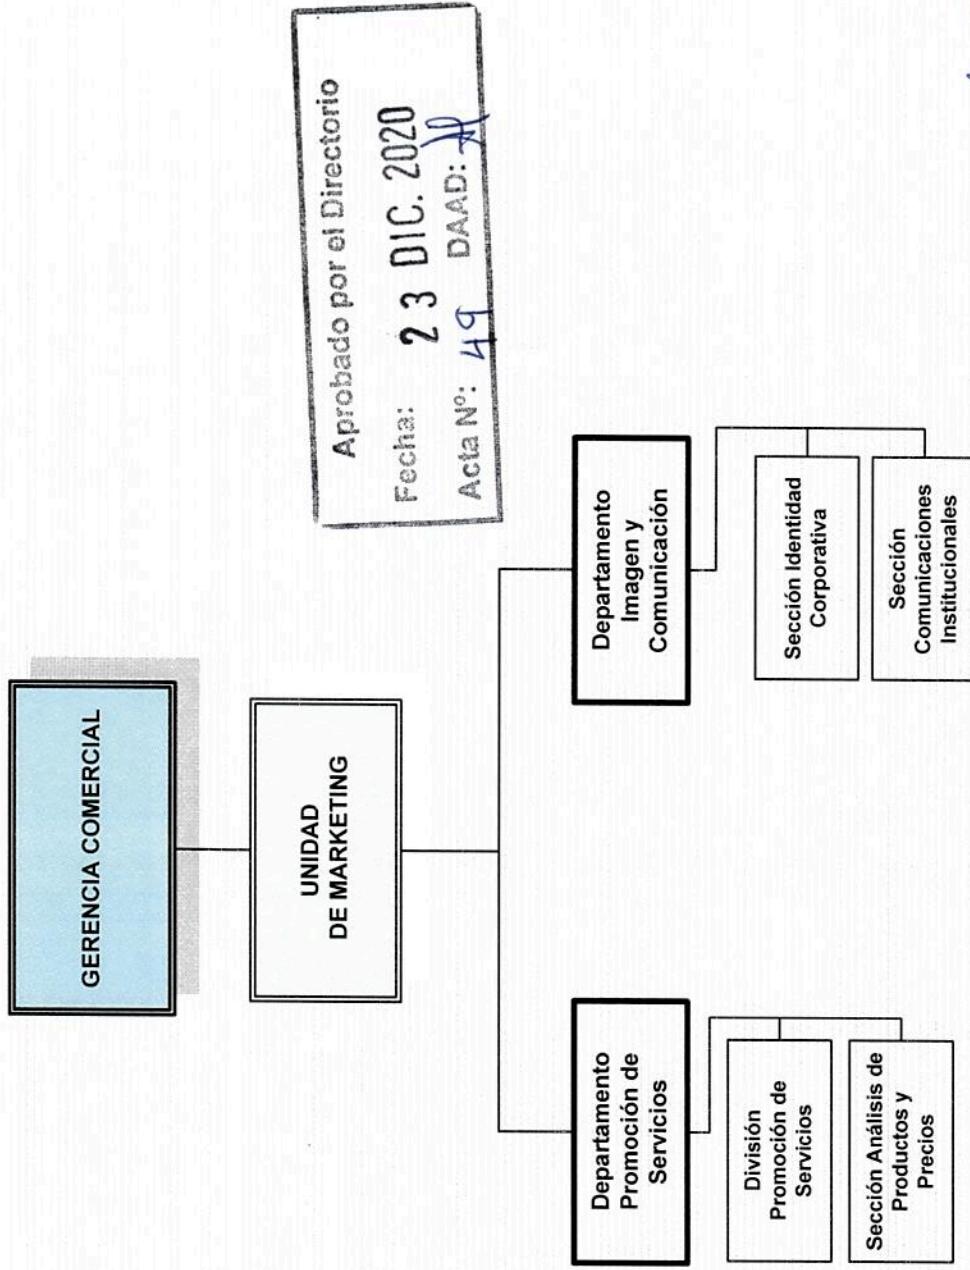 GERENCIA COMERCIAL
UNIDAD
DE MARKETING
Aprobado por el Directorio
Fecha: 23 DIC. 2020
Acta Nº: 49 DAAD:
Departamento
Promoción de
Servicios
División
Promoción de
Servicios
Sección Análisis de
Productos y
Precios
Departamento
Imagen y
Comunicación
Sección Identidad
Corporativa
Sección
Comunicaciones
Institucionales